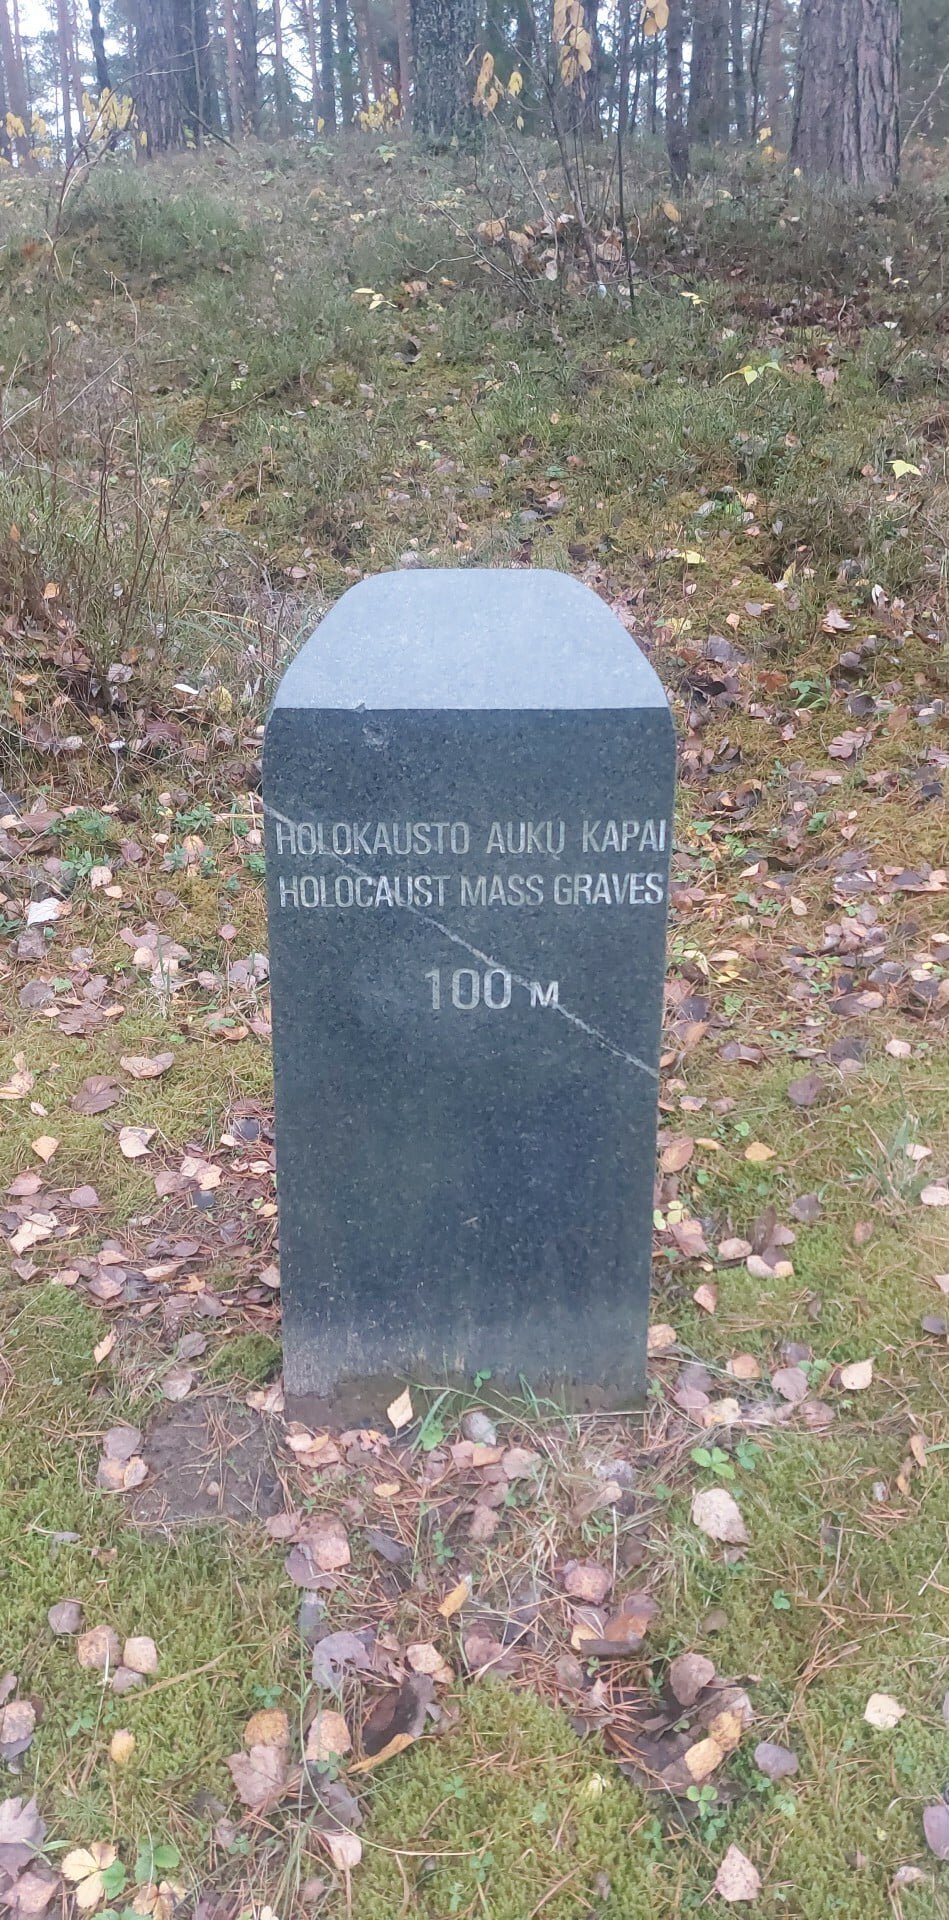 HOLOKAUSTO AUKŲ KAPAI
HOLOCAUST MASS GRAVES
100 M